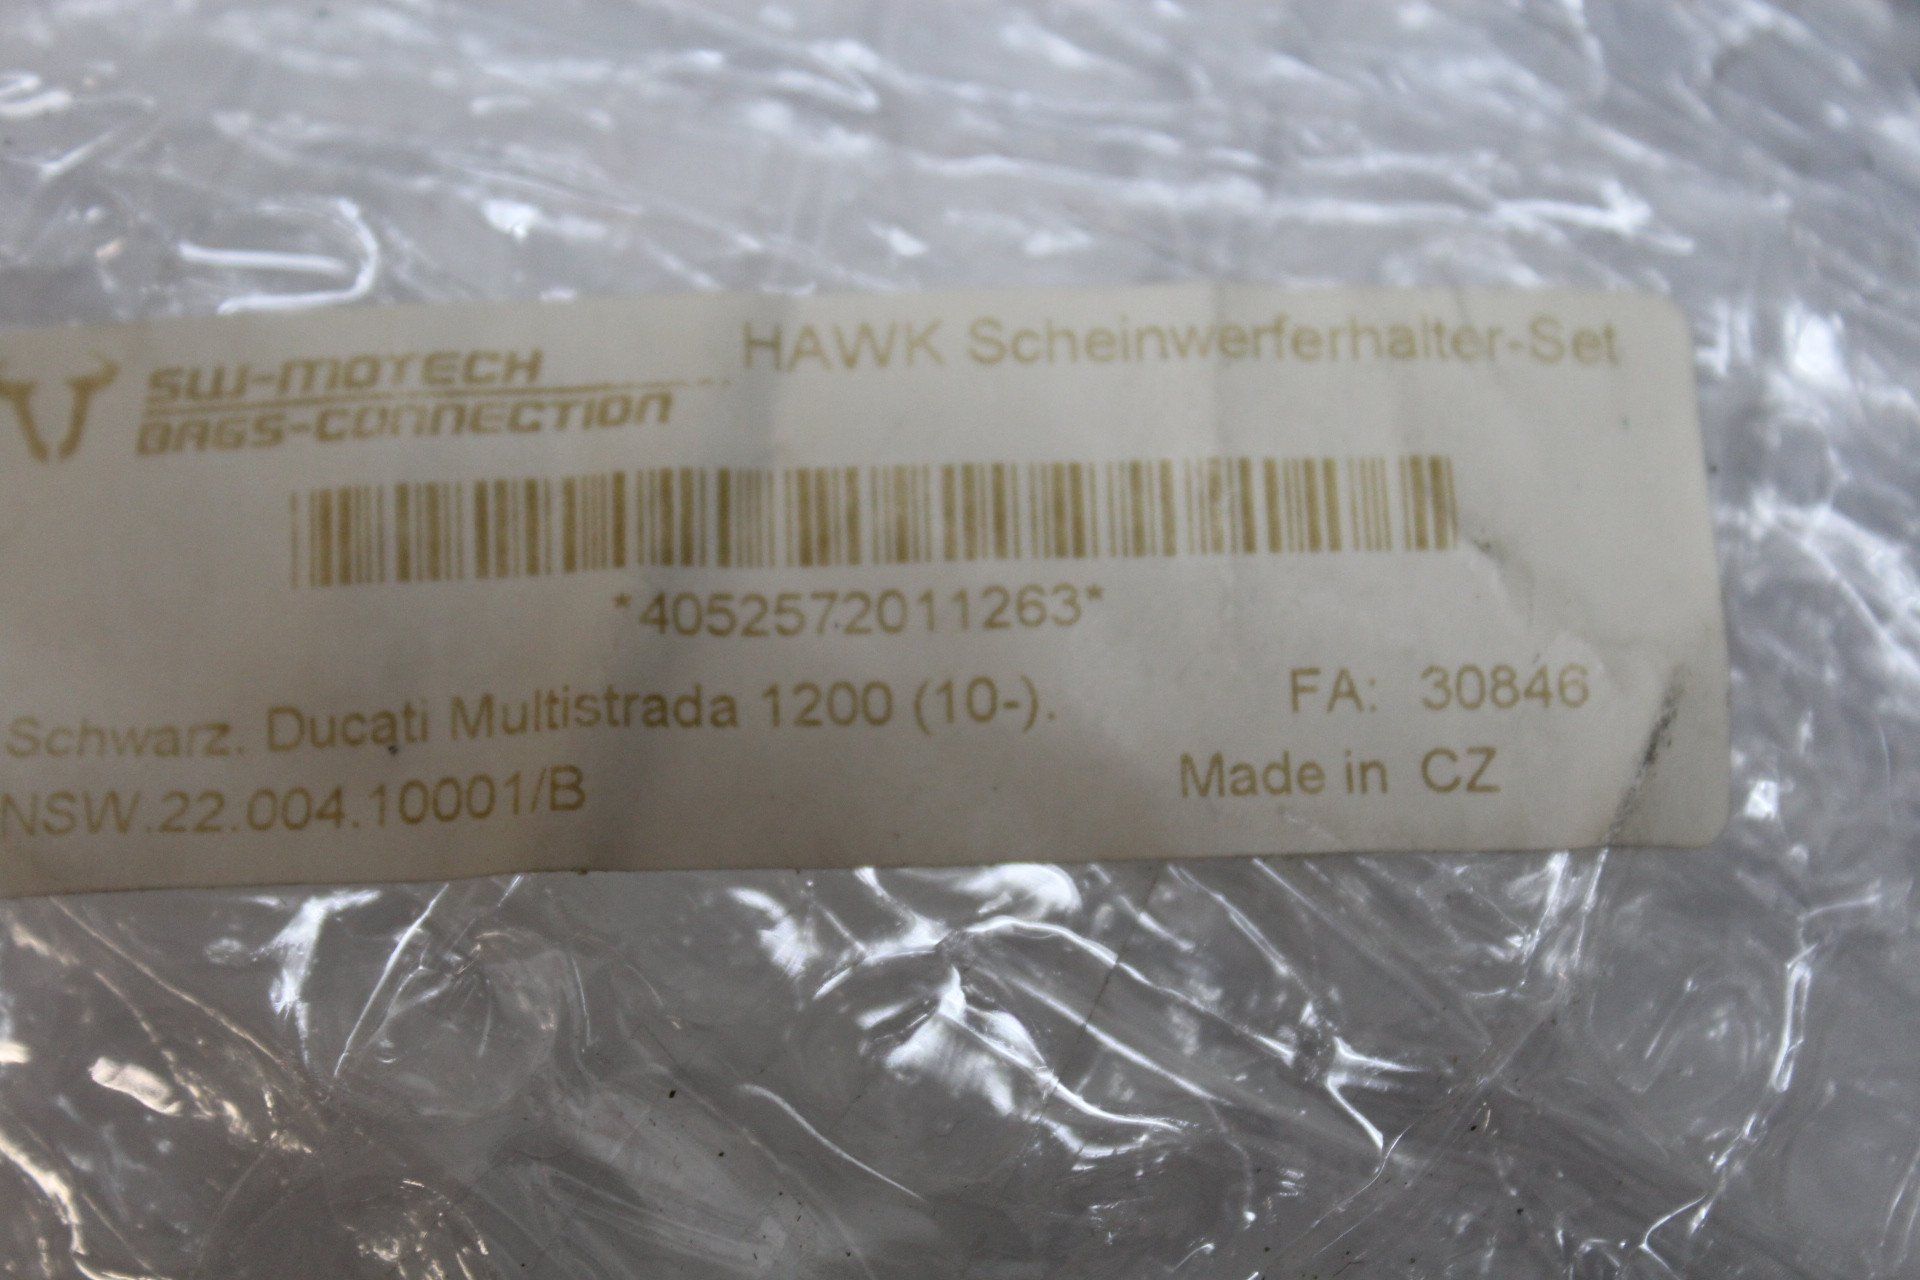 SW-MOTECH
BAGS-CONNECTION
HAWK Scheinwerferhalter-Set
*4052572011263*
Schwarz. Ducati Multistrada 1200 (10-).
FA: 30846
NSW.22.004.10001/B
Made in CZ